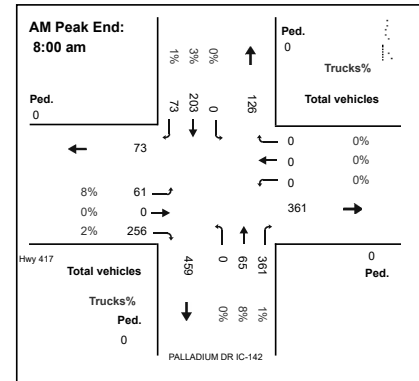 AM Peak End:
8:00 am
1%
3%
0%
Ped.
0
Trucks%
Total vehicles
Ped.
0
73
203
0
126
73
0 0%
0 0%
0 0%
8% 61
0% 0
2% 256
361
Hwy 417
Total vehicles
Trucks%
Ped.
0
459
0
65
361
0%
8%
1%
0
Ped.
PALLADIUM DR IC-142